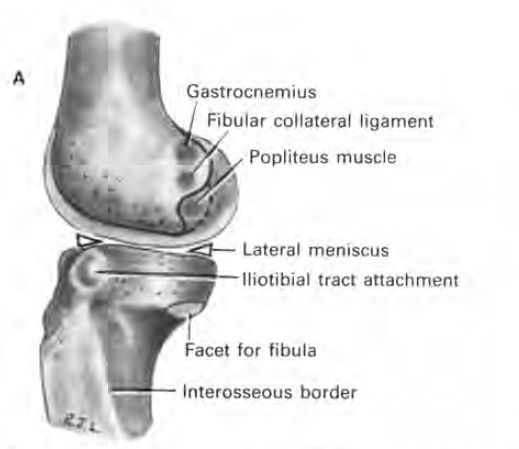 A
Gastrocnemius
Fibular collateral ligament
Popliteus muscle
Lateral meniscus
Iliotibial tract attachment
Facet for fibula
Interosseous border
R.J.L.